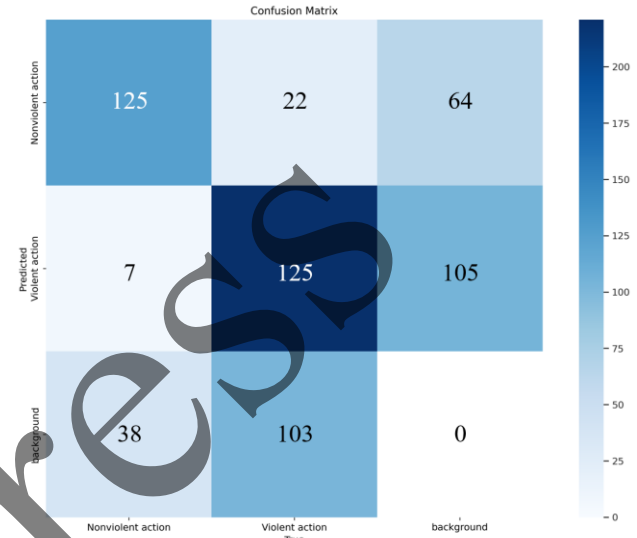 Confusion Matrix
Nonviolent action
125
22
64
Predicted
Violent action
7
125
105
background
38
103
0
Nonviolent action
Violent action
background
200
175
150
125
100
75
50
25
0
ress